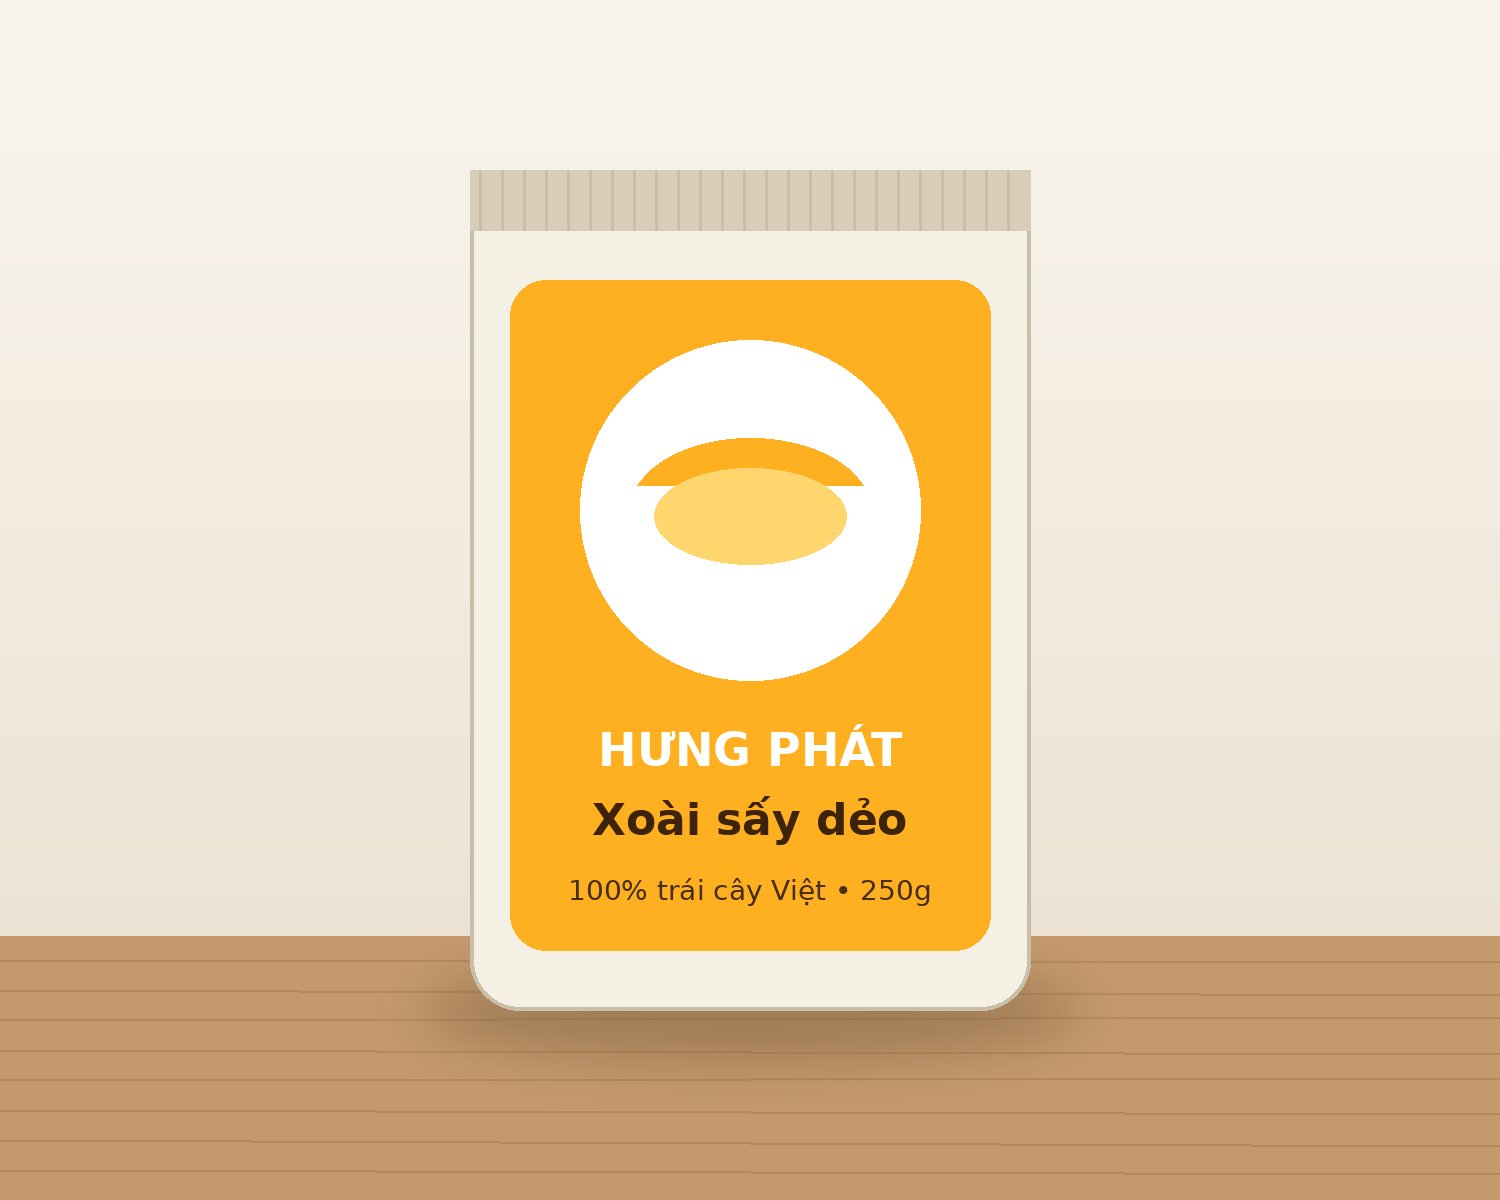 HƯNG PHÁT
Xoài sấy dẻo
100% trái cây Việt • 250g